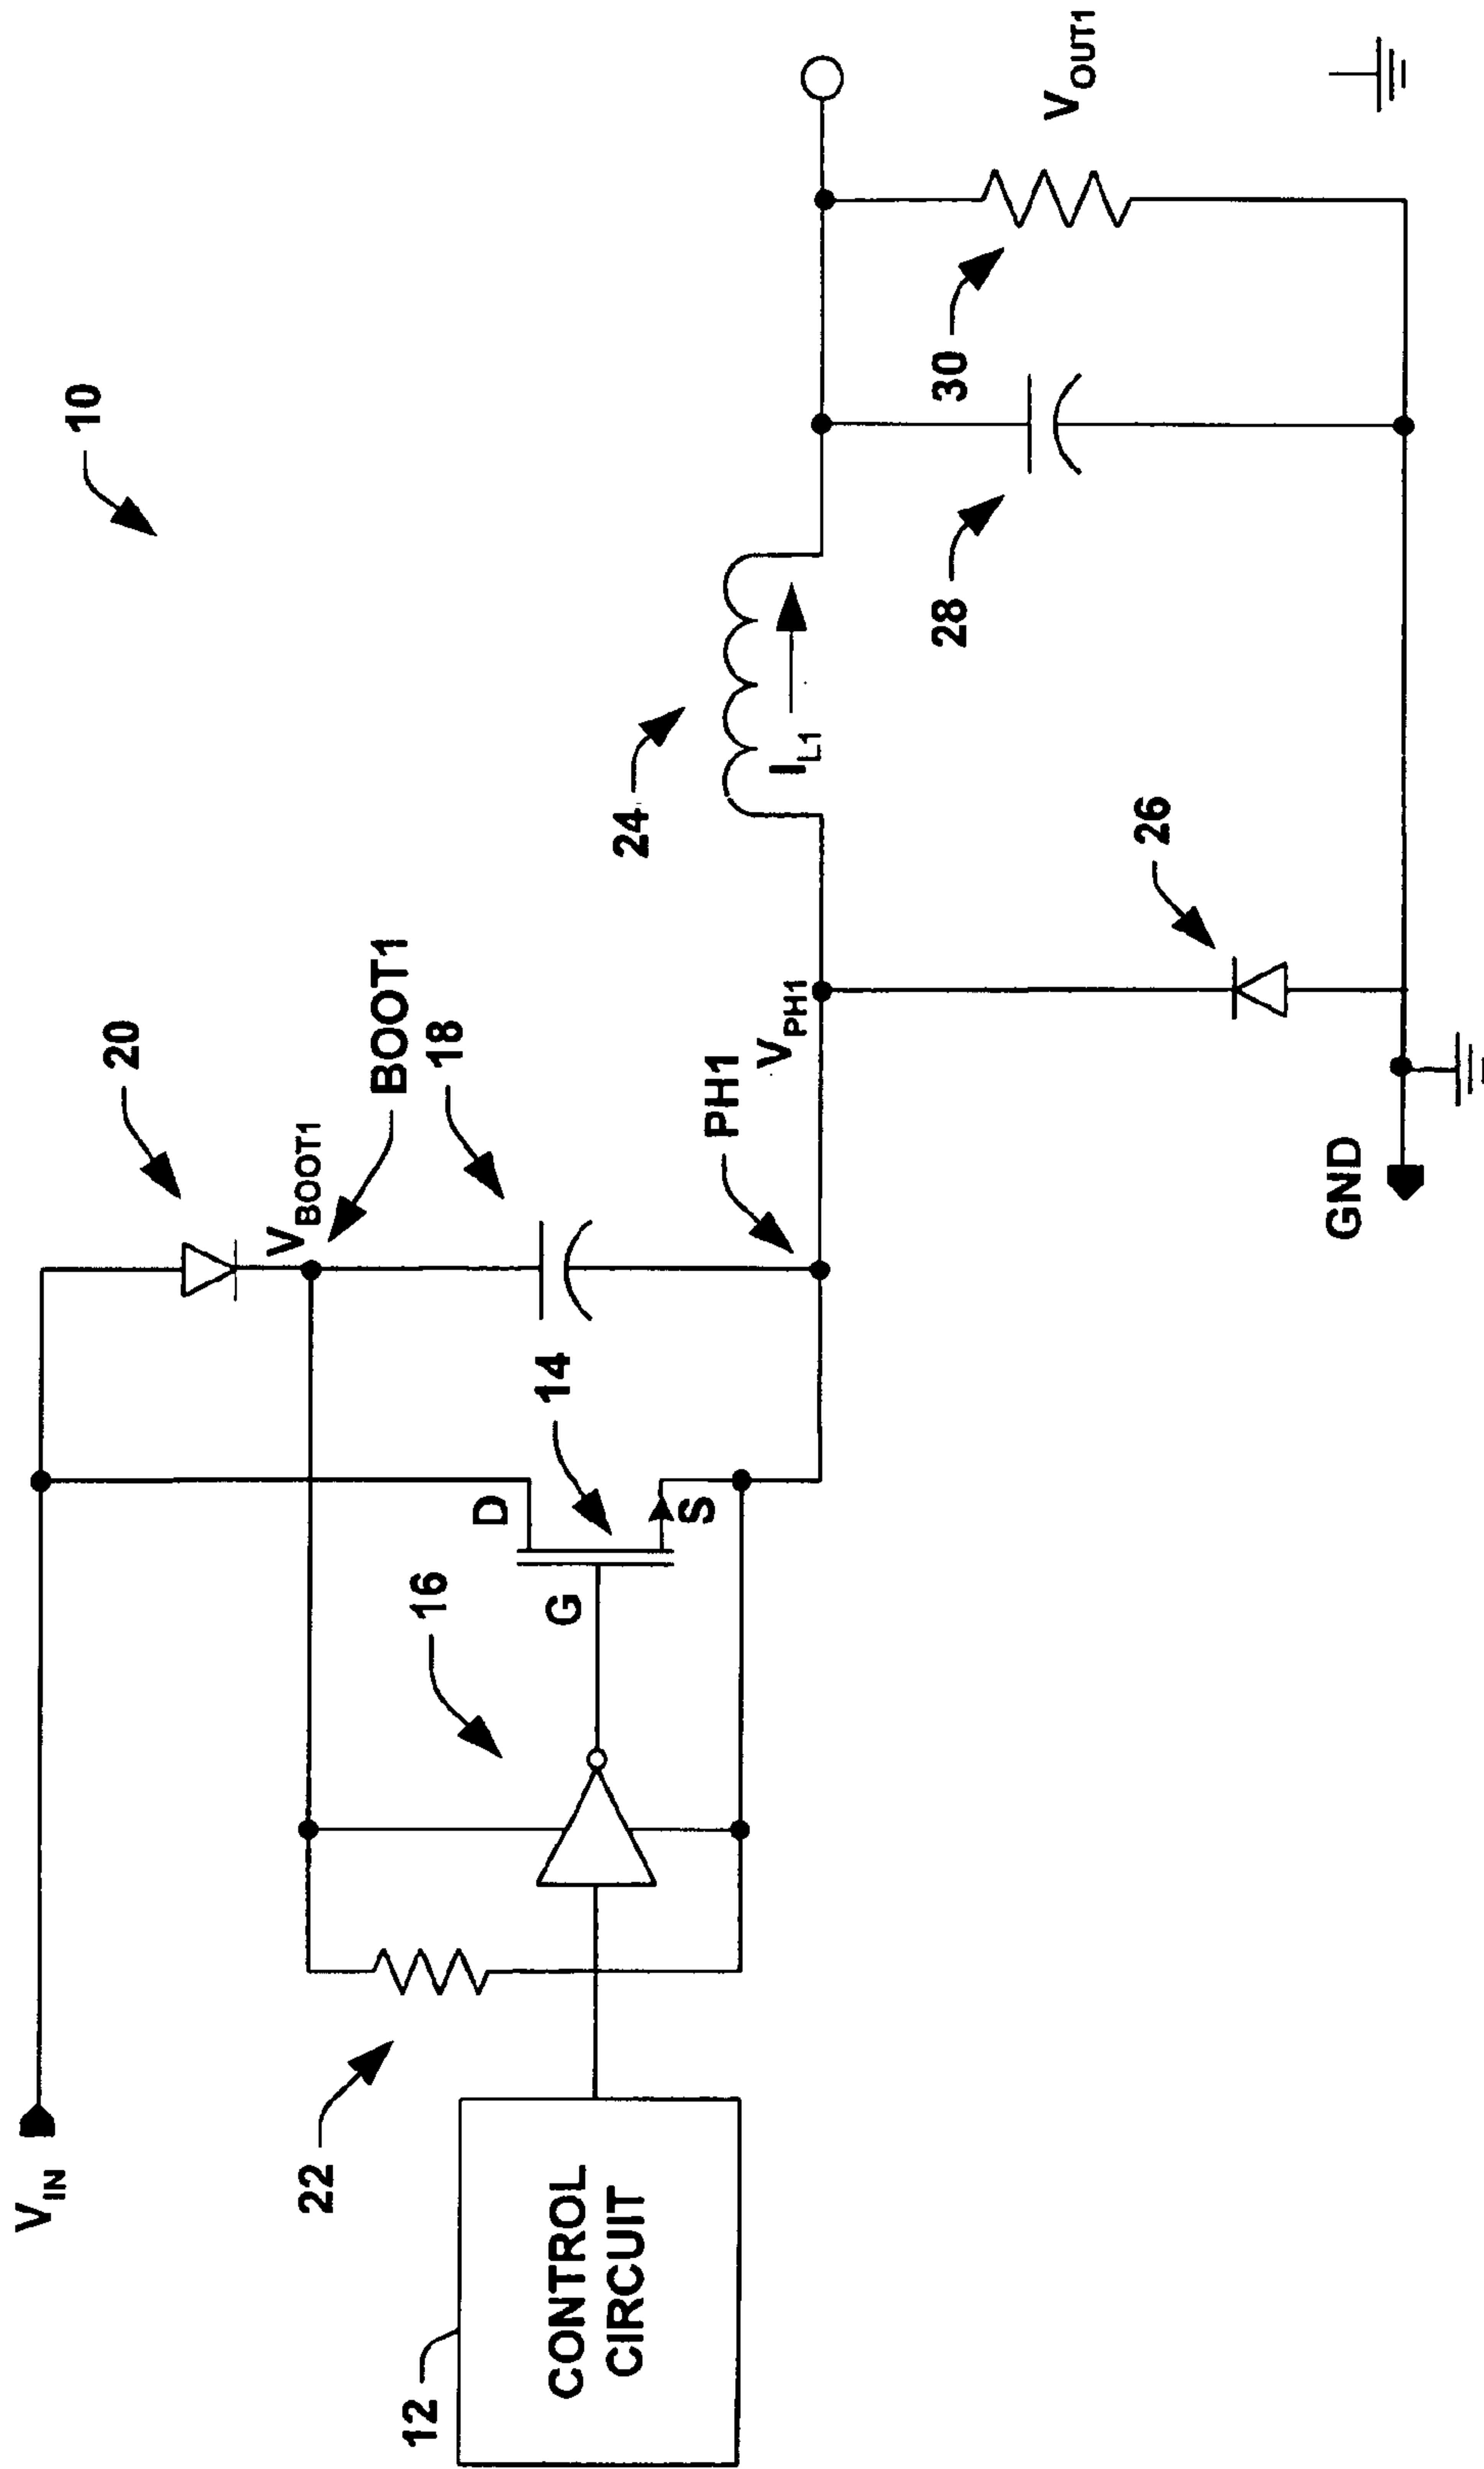 10
V_IN
20
V_BOOT1
BOOT1
22
16
14
18
D
G
S
PH1
V_PH1
24
I_L1
12
CONTROL
CIRCUIT
26
28
30
V_OUT1
GND